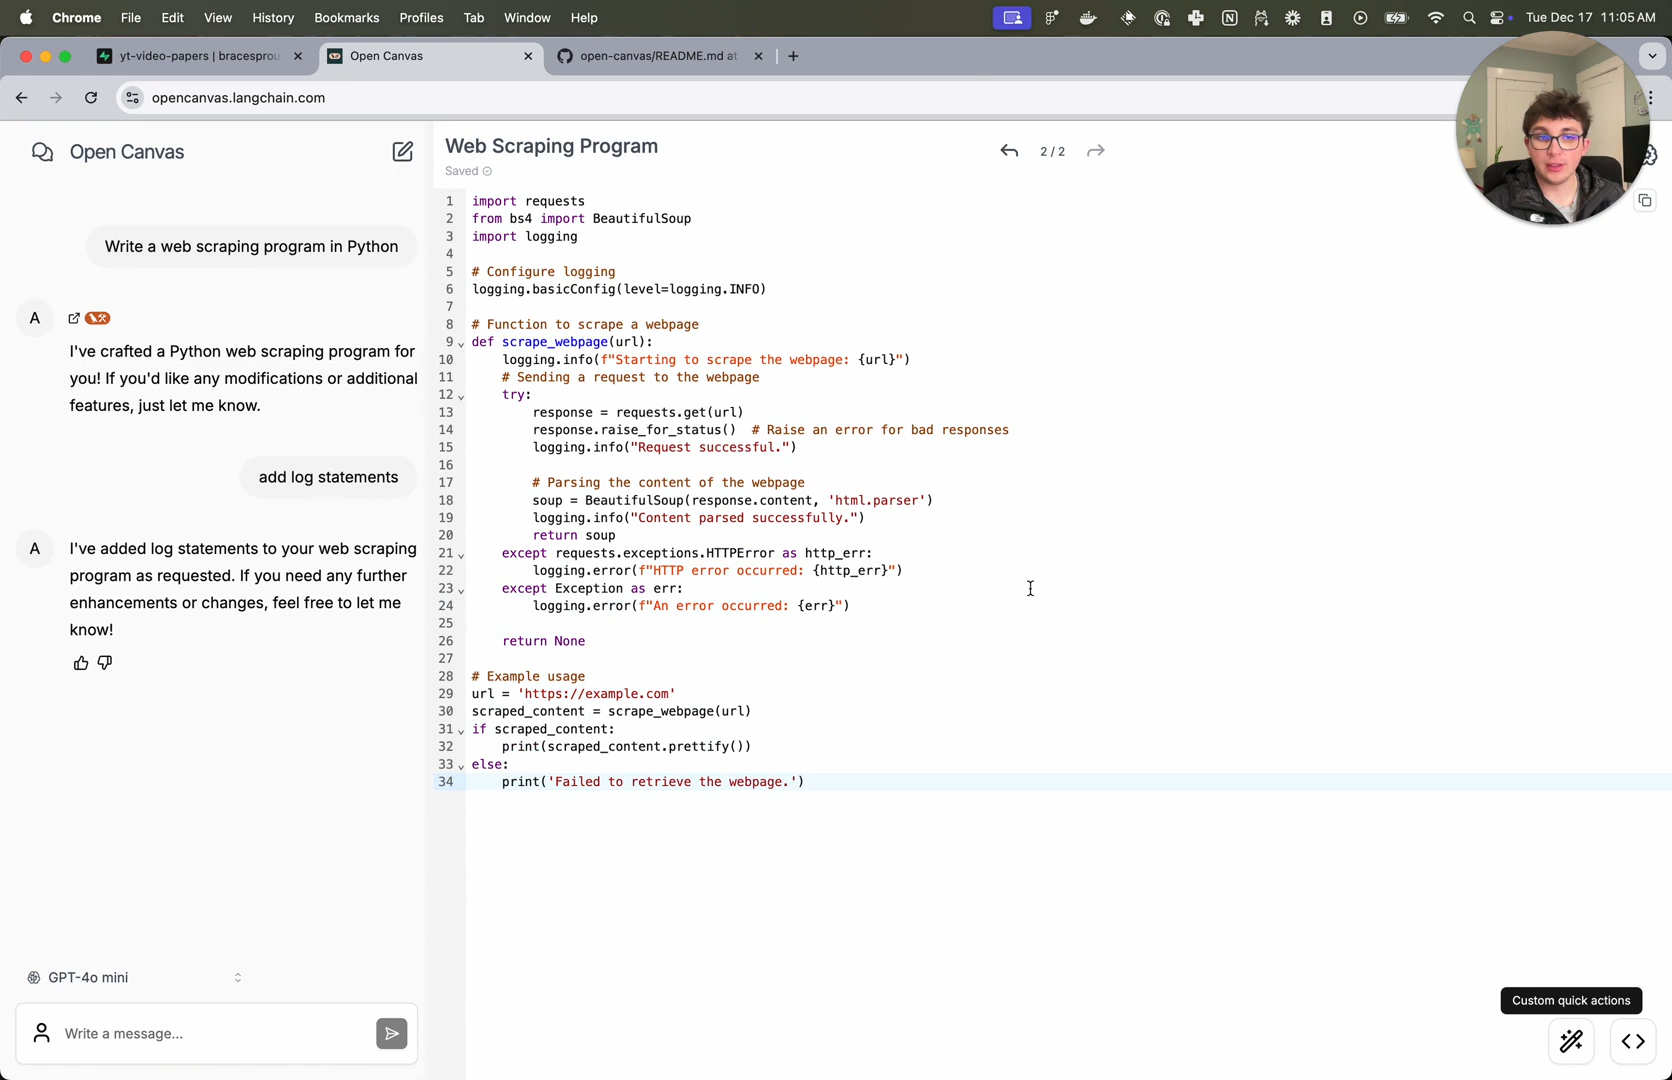 Chrome File Edit View History Bookmarks Profiles Tab Window Help Tue Dec 17 11:05 AM
yt-video-papers | bracesprou
Open Canvas
open-canvas/README.md at
opencanvas.langchain.com
Open Canvas
Write a web scraping program in Python
A
I've crafted a Python web scraping program for
you! If you'd like any modifications or additional
features, just let me know.
add log statements
A
I've added log statements to your web scraping
program as requested. If you need any further
enhancements or changes, feel free to let me
know!
GPT-4o mini
Write a message...
Web Scraping Program
Saved
2 / 2
1 import requests
2 from bs4 import BeautifulSoup
3 import logging
4
5 # Configure logging
6 logging.basicConfig(level=logging.INFO)
7
8 # Function to scrape a webpage
9 def scrape_webpage(url):
10     logging.info(f"Starting to scrape the webpage: {url}")
11     # Sending a request to the webpage
12     try:
13         response = requests.get(url)
14         response.raise_for_status()  # Raise an error for bad responses
15         logging.info("Request successful.")
16
17         # Parsing the content of the webpage
18         soup = BeautifulSoup(response.content, 'html.parser')
19         logging.info("Content parsed successfully.")
20         return soup
21     except requests.exceptions.HTTPError as http_err:
22         logging.error(f"HTTP error occurred: {http_err}")
23     except Exception as err:
24         logging.error(f"An error occurred: {err}")
25
26     return None
27
28 # Example usage
29 url = 'https://example.com'
30 scraped_content = scrape_webpage(url)
31 if scraped_content:
32     print(scraped_content.prettify())
33 else:
34     print('Failed to retrieve the webpage.')
Custom quick actions